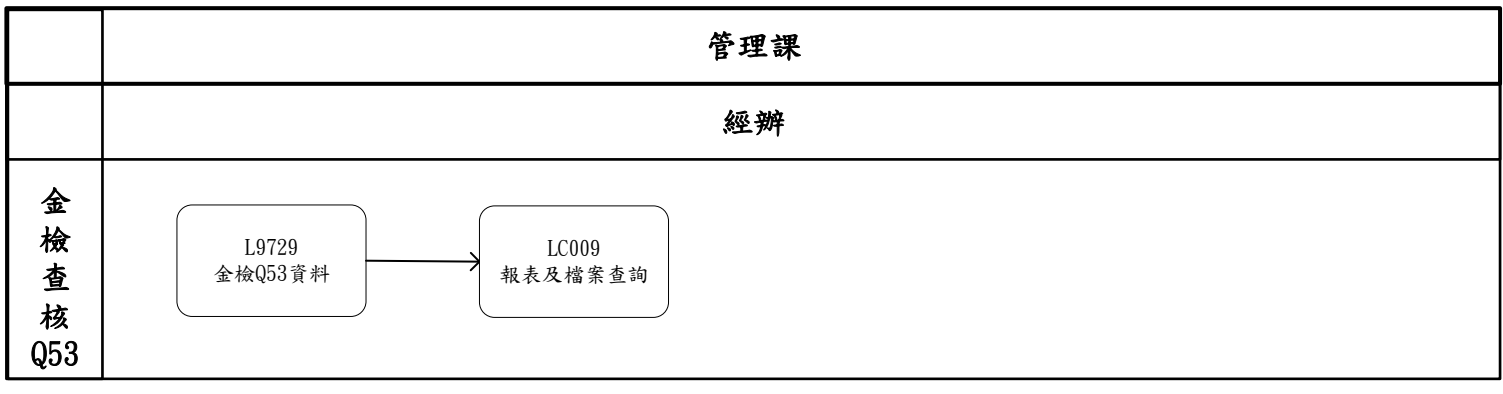 管理課
經辦
金
檢
查
核
Q53
L9729
金檢Q53資料
LC009
報表及檔案查詢